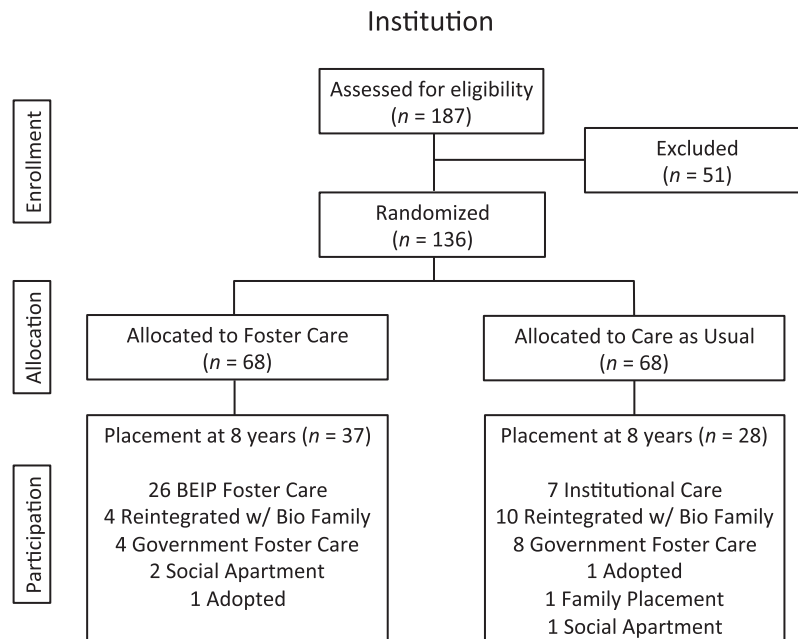 Institution
Enrollment
Assessed for eligibility
(n = 187)
Excluded
(n = 51)
Randomized
(n = 136)
Allocation
Allocated to Foster Care
(n = 68)
Allocated to Care as Usual
(n = 68)
Participation
Placement at 8 years (n = 37)
26 BEIP Foster Care
4 Reintegrated w/ Bio Family
4 Government Foster Care
2 Social Apartment
1 Adopted
Placement at 8 years (n = 28)
7 Institutional Care
10 Reintegrated w/ Bio Family
8 Government Foster Care
1 Adopted
1 Family Placement
1 Social Apartment